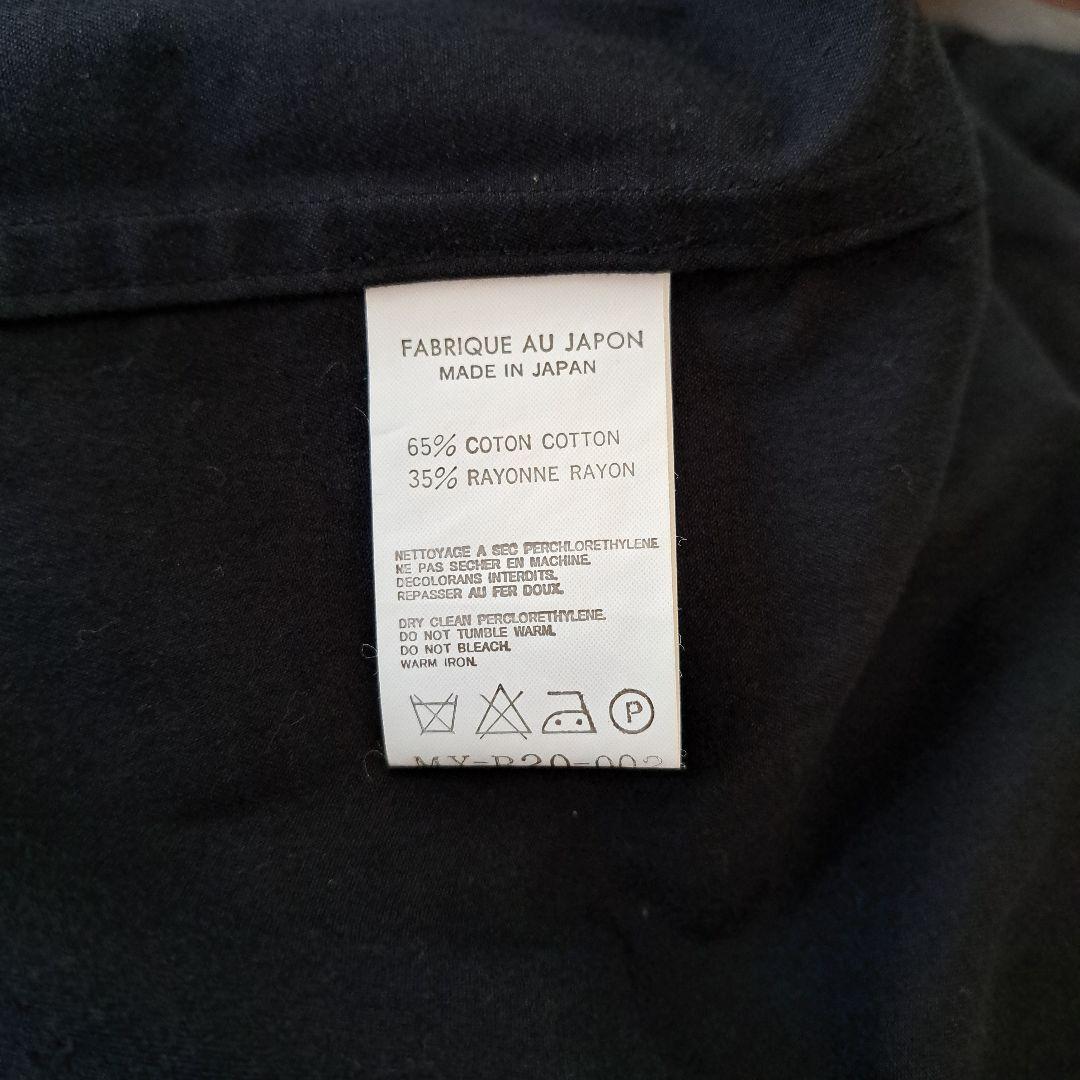 FABRIQUE AU JAPON
MADE IN JAPAN
65% COTON COTTON
35% RAYONNE RAYON
NETTOYAGE A SEC PERCHLORETHYLENE.
NE PAS SECHER EN MACHINE.
DECOLORANS INTERDITS.
REPASSER AU FER DOUX.
DRY CLEAN PERCLORETHYLENE.
DO NOT TUMBLE WARM.
DO NOT BLEACH.
WARM IRON.
P